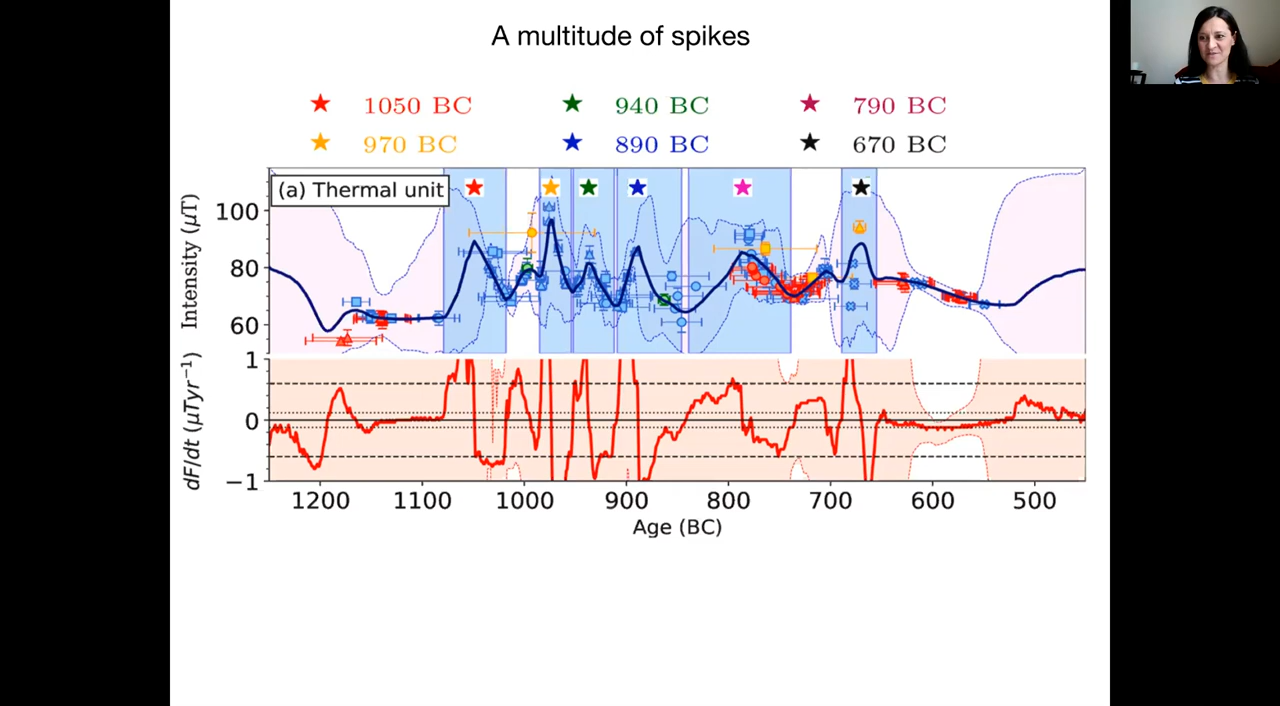 A multitude of spikes
★ 1050 BC ★ 940 BC ★ 790 BC
★ 970 BC ★ 890 BC ★ 670 BC
(a) Thermal unit
Intensity (μT)
100
80
60
dF/dt (μTyr⁻¹)
1
0
−1
1200 1100 1000 900 800 700 600 500
Age (BC)